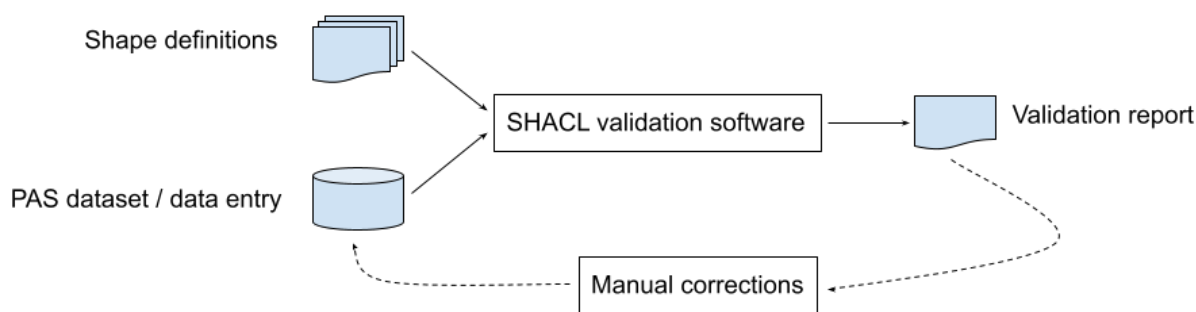 Shape definitions
SHACL validation software
Validation report
PAS dataset / data entry
Manual corrections